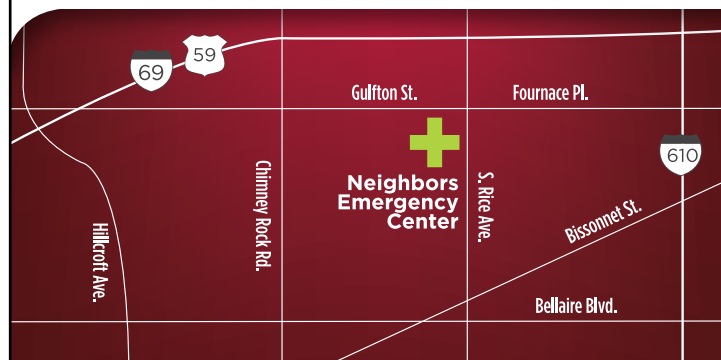 59
69
Gulfton St.
Fournace Pl.
610
Neighbors
Emergency
Center
Chimney Rock Rd.
S. Rice Ave.
Hillcroft Ave.
Bissonnet St.
Bellaire Blvd.